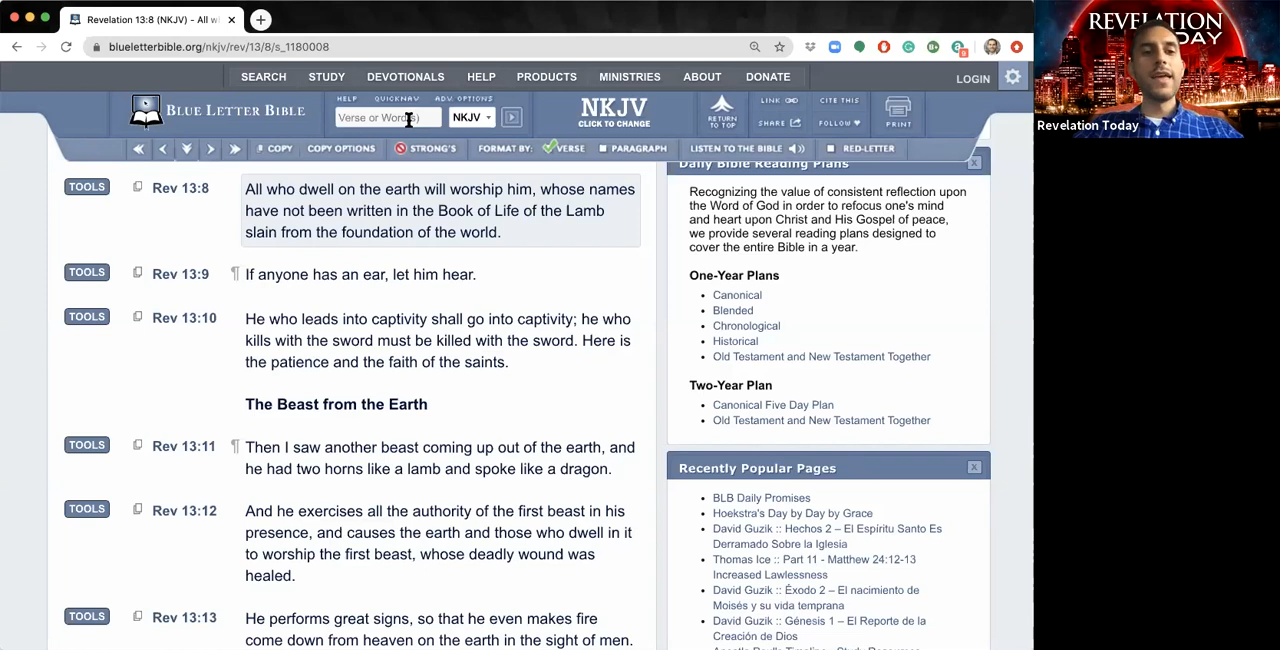 Revelation 13:8 (NKJV) - All w
blueletterbible.org/nkjv/rev/13/8/s_1180008
SEARCH STUDY DEVOTIONALS HELP PRODUCTS MINISTRIES ABOUT DONATE LOGIN
BLUE LETTER BIBLE
HELP QUICKNAV ADV. OPTIONS
Verse or Word(s) NKJV
NKJV
CLICK TO CHANGE
RETURN
TO TOP
LINK CITE THIS
SHARE FOLLOW
PRINT
COPY COPY OPTIONS STRONG'S FORMAT BY: VERSE PARAGRAPH LISTEN TO THE BIBLE RED-LETTER
TOOLS Rev 13:8 All who dwell on the earth will worship him, whose names
have not been written in the Book of Life of the Lamb
slain from the foundation of the world.
TOOLS Rev 13:9 ¶ If anyone has an ear, let him hear.
TOOLS Rev 13:10 He who leads into captivity shall go into captivity; he who
kills with the sword must be killed with the sword. Here is
the patience and the faith of the saints.
The Beast from the Earth
TOOLS Rev 13:11 ¶ Then I saw another beast coming up out of the earth, and
he had two horns like a lamb and spoke like a dragon.
TOOLS Rev 13:12 And he exercises all the authority of the first beast in his
presence, and causes the earth and those who dwell in it
to worship the first beast, whose deadly wound was
healed.
TOOLS Rev 13:13 He performs great signs, so that he even makes fire
come down from heaven on the earth in the sight of men.
Daily Bible Reading Plans
Recognizing the value of consistent reflection upon
the Word of God in order to refocus one's mind
and heart upon Christ and His Gospel of peace,
we provide several reading plans designed to
cover the entire Bible in a year.
One-Year Plans
Canonical
Blended
Chronological
Historical
Old Testament and New Testament Together
Two-Year Plan
Canonical Five Day Plan
Old Testament and New Testament Together
Recently Popular Pages
BLB Daily Promises
Hoekstra's Day by Day by Grace
David Guzik :: Hechos 2 – El Espíritu Santo Es
Derramado Sobre la Iglesia
Thomas Ice :: Part 11 - Matthew 24:12-13
Increased Lawlessness
David Guzik :: Éxodo 2 – El nacimiento de
Moisés y su vida temprana
David Guzik :: Génesis 1 – El Reporte de la
Creación de Dios
REVELATION
DAY
Revelation Today